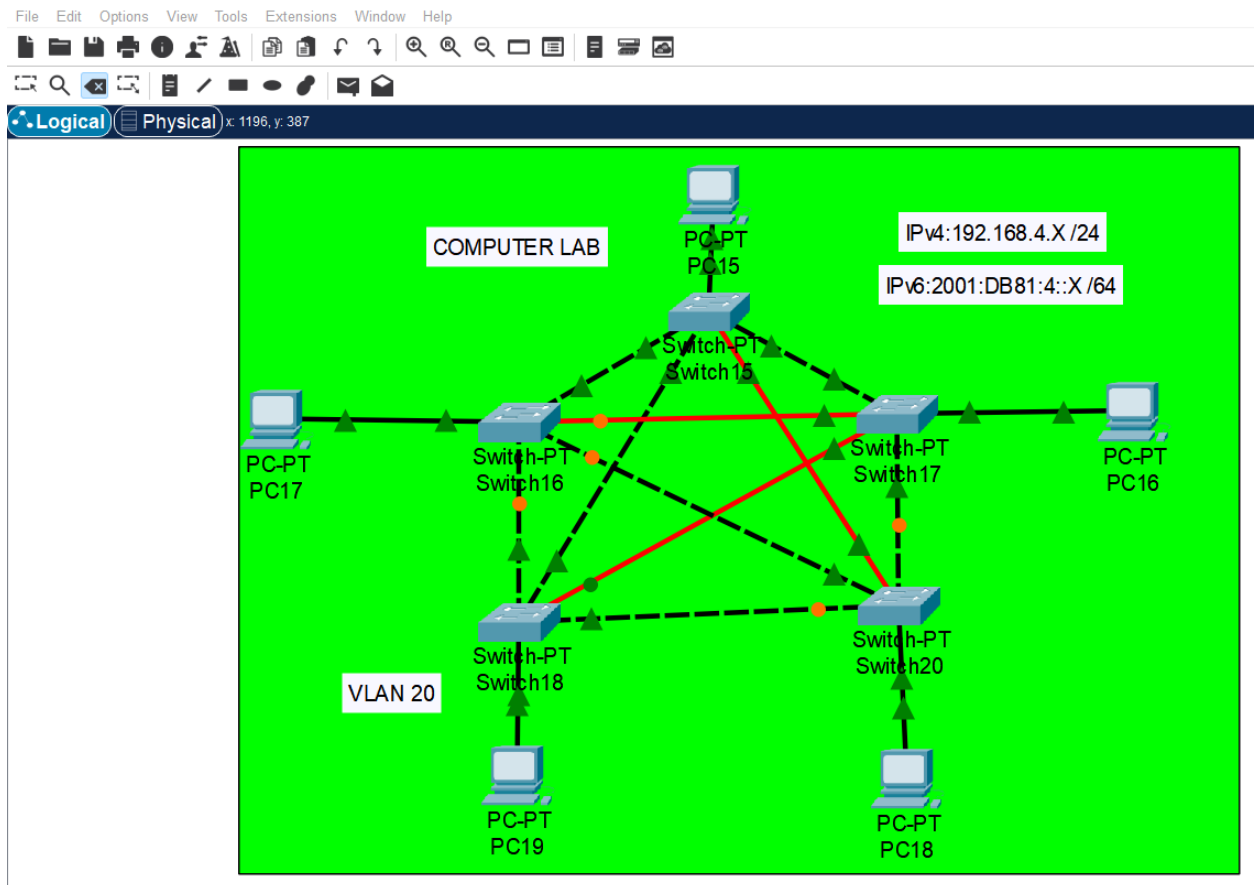 File Edit Options View Tools Extensions Window Help
Logical Physical x: 1196, y: 387
COMPUTER LAB
IPv4:192.168.4.X /24
IPv6:2001:DB81:4::X /64
PC-PT
PC15
Switch-PT
Switch15
PC-PT
PC17
Switch-PT
Switch16
Switch-PT
Switch17
PC-PT
PC16
Switch-PT
Switch18
Switch-PT
Switch20
VLAN 20
PC-PT
PC19
PC-PT
PC18